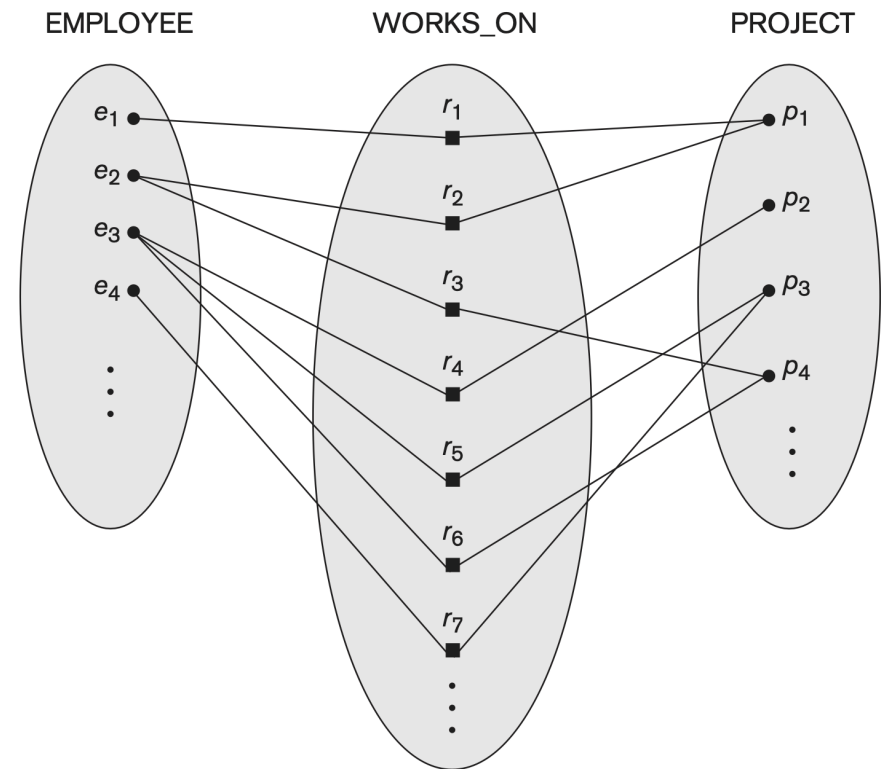 EMPLOYEE WORKS_ON PROJECT
e1
e2
e3
e4
r1
r2
r3
r4
r5
r6
r7
p1
p2
p3
p4